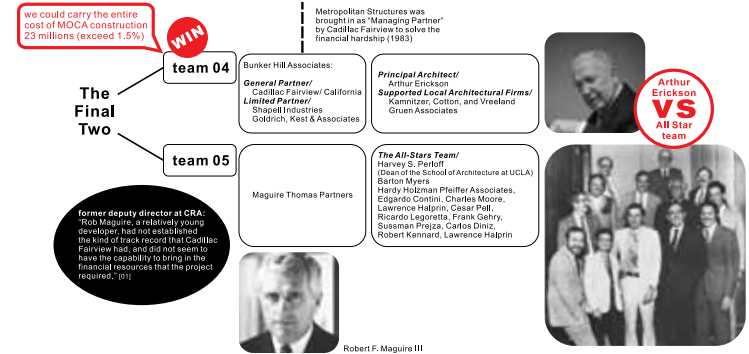 we could carry the entire
cost of MOCA construction
23 millions (exceed 1.5%)
WIN
Metropolitan Structures was
brought in as “Managing Partner”
by Cadillac Fairview to solve the
financial hardship (1983)
The
Final
Two
team 04
Bunker Hill Associates:
General Partner/
Cadillac Fairview/ California
Limited Partner/
Shapell Industries
Goldrich, Kest & Associates
Principal Architect/
Arthur Erickson
Supported Local Architectural Firms/
Kamnitzer, Cotton, and Vreeland
Gruen Associates
Arthur
Erickson
VS
All Star
team
team 05
Maguire Thomas Partners
The All-Stars Team/
Harvey S. Perloff
(Dean of the School of Architecture at UCLA)
Barton Myers
Hardy Holzman Pfeiffer Associates,
Edgardo Contini, Charles Moore,
Lawrence Halprin, Cesar Pell,
Ricardo Legoretta, Frank Gehry,
Sussman Prejza, Carlos Diniz,
Robert Kennard, Lawrence Halprin
former deputy director at CRA:
“Rob Maguire, a relatively young
developer, had not established
the kind of track record that Cadillac
Fairview had, and did not seem to
have the capability to bring in the
financial resources that the project
required.” [01]
Robert F. Maguire III